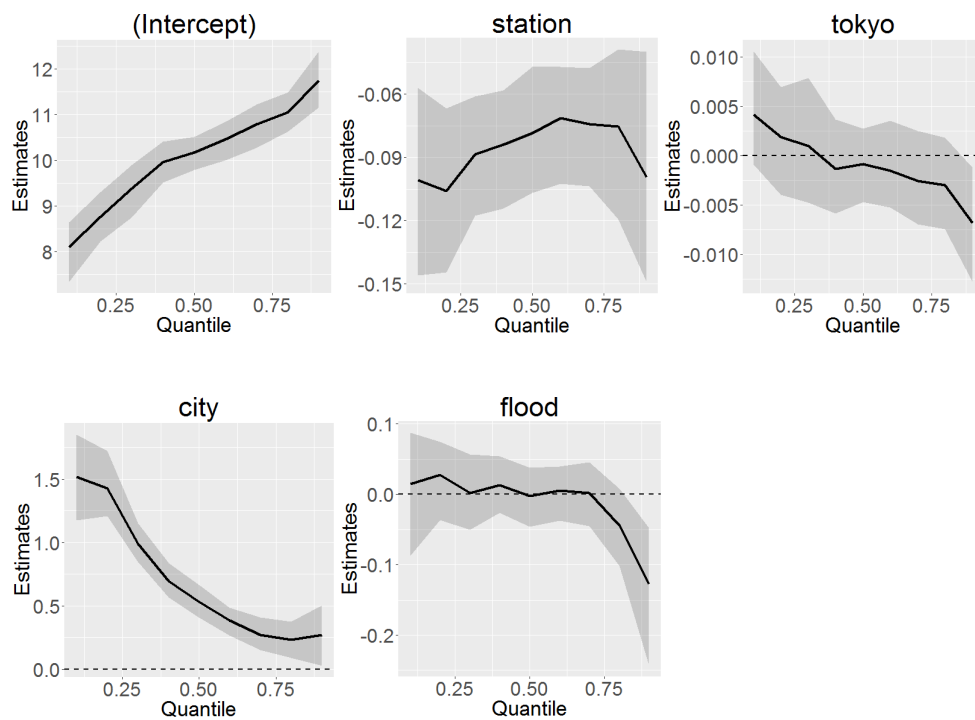 (Intercept)
12
11
10
9
8
Estimates
0.25
0.50
0.75
Quantile
station
-0.06
-0.09
-0.12
-0.15
Estimates
0.25
0.50
0.75
Quantile
tokyo
0.010
0.005
0.000
-0.005
-0.010
Estimates
0.25
0.50
0.75
Quantile
city
1.5
1.0
0.5
0.0
Estimates
0.25
0.50
0.75
Quantile
flood
0.1
0.0
-0.1
-0.2
Estimates
0.25
0.50
0.75
Quantile